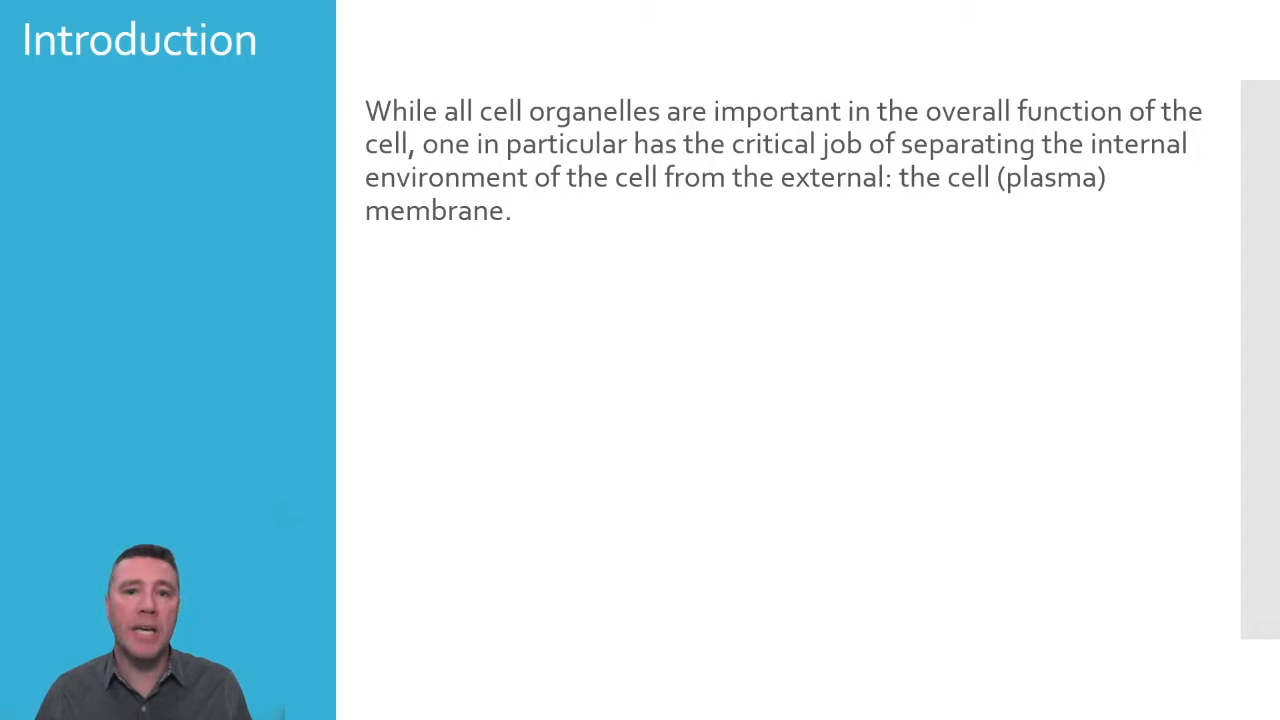 Introduction
While all cell organelles are important in the overall function of the
cell, one in particular has the critical job of separating the internal
environment of the cell from the external: the cell (plasma)
membrane.